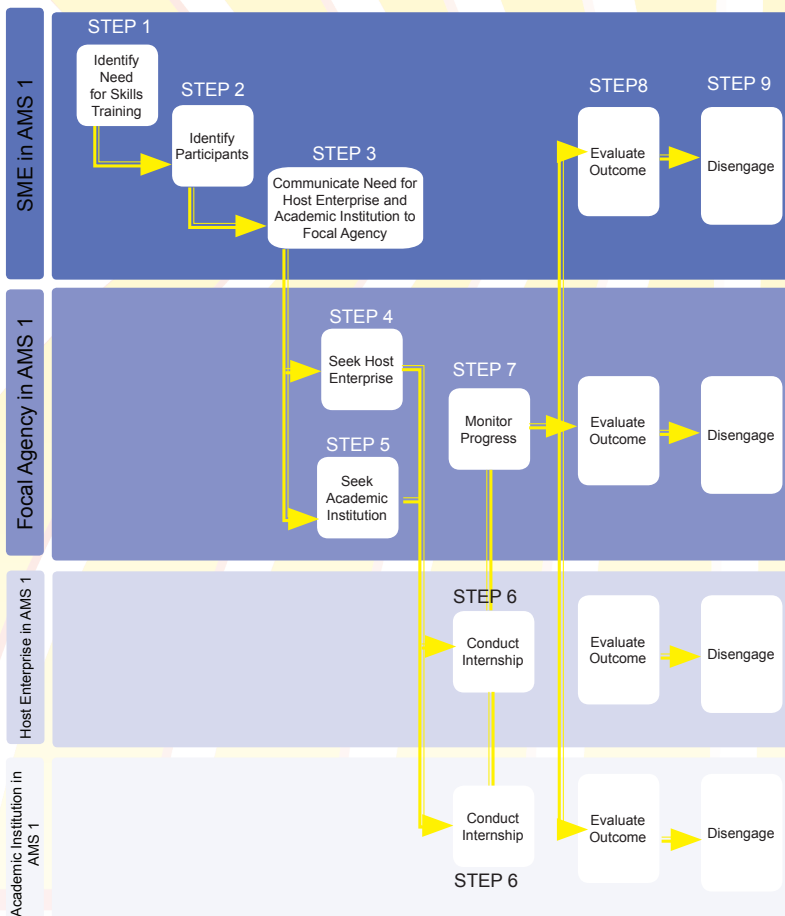 SME in AMS 1
STEP 1
Identify
Need
for Skills
Training
STEP 2
Identify
Participants
STEP 3
Communicate Need for
Host Enterprise and
Academic Institution to
Focal Agency
STEP8
Evaluate
Outcome
STEP 9
Disengage
Focal Agency in AMS 1
STEP 4
Seek Host
Enterprise
STEP 5
Seek
Academic
Institution
STEP 7
Monitor
Progress
Evaluate
Outcome
Disengage
Host Enterprise in AMS 1
STEP 6
Conduct
Internship
Evaluate
Outcome
Disengage
Academic Institution in
AMS 1
Conduct
Internship
STEP 6
Evaluate
Outcome
Disengage